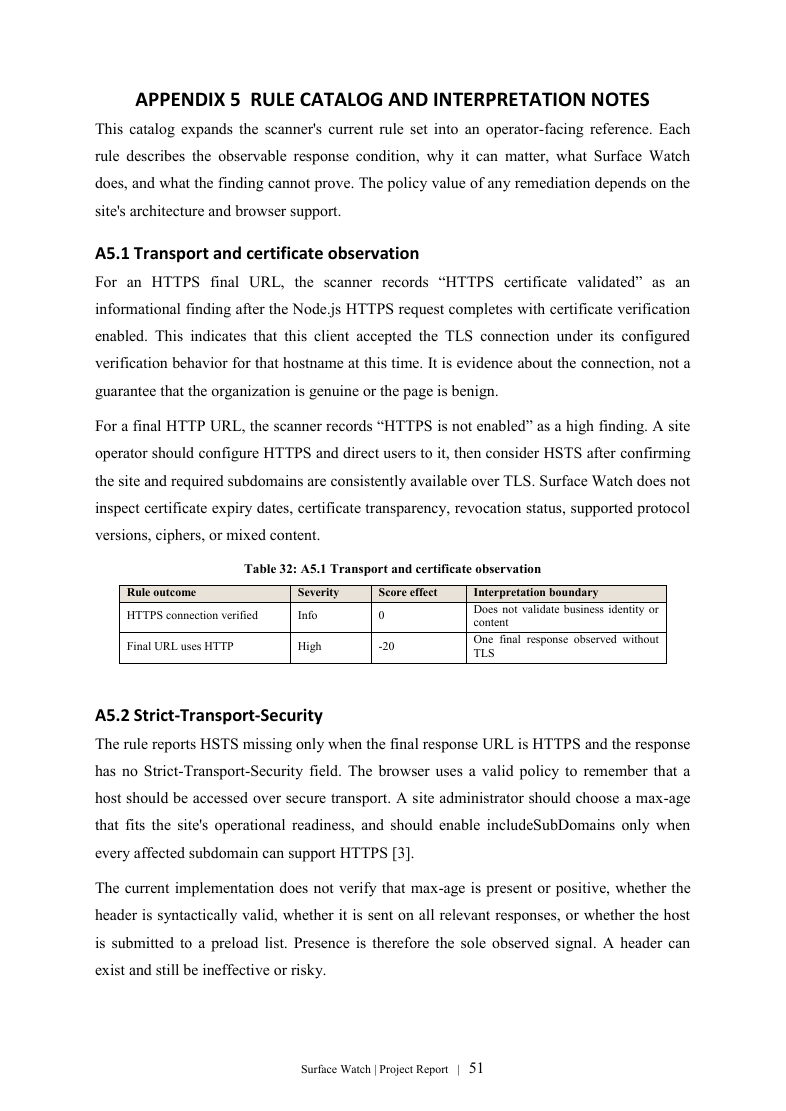 APPENDIX 5  RULE CATALOG AND INTERPRETATION NOTES
This catalog expands the scanner's current rule set into an operator-facing reference. Each
rule describes the observable response condition, why it can matter, what Surface Watch
does, and what the finding cannot prove. The policy value of any remediation depends on the
site's architecture and browser support.
A5.1 Transport and certificate observation
For an HTTPS final URL, the scanner records “HTTPS certificate validated” as an
informational finding after the Node.js HTTPS request completes with certificate verification
enabled. This indicates that this client accepted the TLS connection under its configured
verification behavior for that hostname at this time. It is evidence about the connection, not a
guarantee that the organization is genuine or the page is benign.
For a final HTTP URL, the scanner records “HTTPS is not enabled” as a high finding. A site
operator should configure HTTPS and direct users to it, then consider HSTS after confirming
the site and required subdomains are consistently available over TLS. Surface Watch does not
inspect certificate expiry dates, certificate transparency, revocation status, supported protocol
versions, ciphers, or mixed content.
Table 32: A5.1 Transport and certificate observation
Rule outcome Severity Score effect Interpretation boundary
HTTPS connection verified Info 0 Does not validate business identity or
content
Final URL uses HTTP High -20 One final response observed without
TLS
A5.2 Strict-Transport-Security
The rule reports HSTS missing only when the final response URL is HTTPS and the response
has no Strict-Transport-Security field. The browser uses a valid policy to remember that a
host should be accessed over secure transport. A site administrator should choose a max-age
that fits the site's operational readiness, and should enable includeSubDomains only when
every affected subdomain can support HTTPS [3].
The current implementation does not verify that max-age is present or positive, whether the
header is syntactically valid, whether it is sent on all relevant responses, or whether the host
is submitted to a preload list. Presence is therefore the sole observed signal. A header can
exist and still be ineffective or risky.
Surface Watch | Project Report | 51